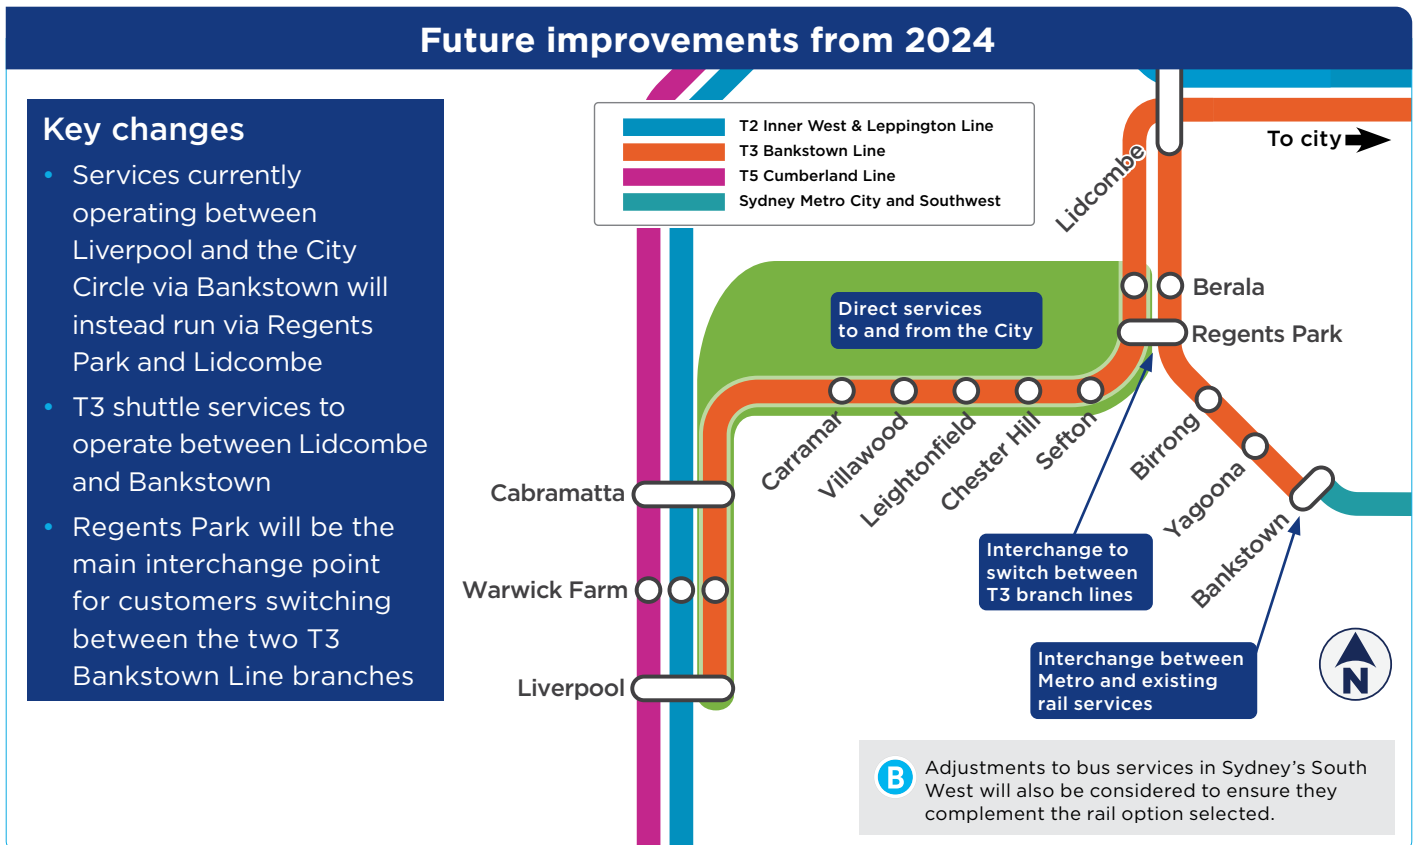 Future improvements from 2024
Key changes
• Services currently
operating between
Liverpool and the City
Circle via Bankstown will
instead run via Regents
Park and Lidcombe
• T3 shuttle services to
operate between Lidcombe
and Bankstown
• Regents Park will be the
main interchange point
for customers switching
between the two T3
Bankstown Line branches
T2 Inner West & Leppington Line
T3 Bankstown Line
T5 Cumberland Line
Sydney Metro City and Southwest
To city
Lidcombe
Berala
Regents Park
Direct services
to and from the City
Carramar
Villawood
Leightonfield
Chester Hill
Sefton
Birrong
Yagoona
Bankstown
Cabramatta
Warwick Farm
Liverpool
Interchange to
switch between
T3 branch lines
Interchange between
Metro and existing
rail services
N
B
Adjustments to bus services in Sydney's South
West will also be considered to ensure they
complement the rail option selected.